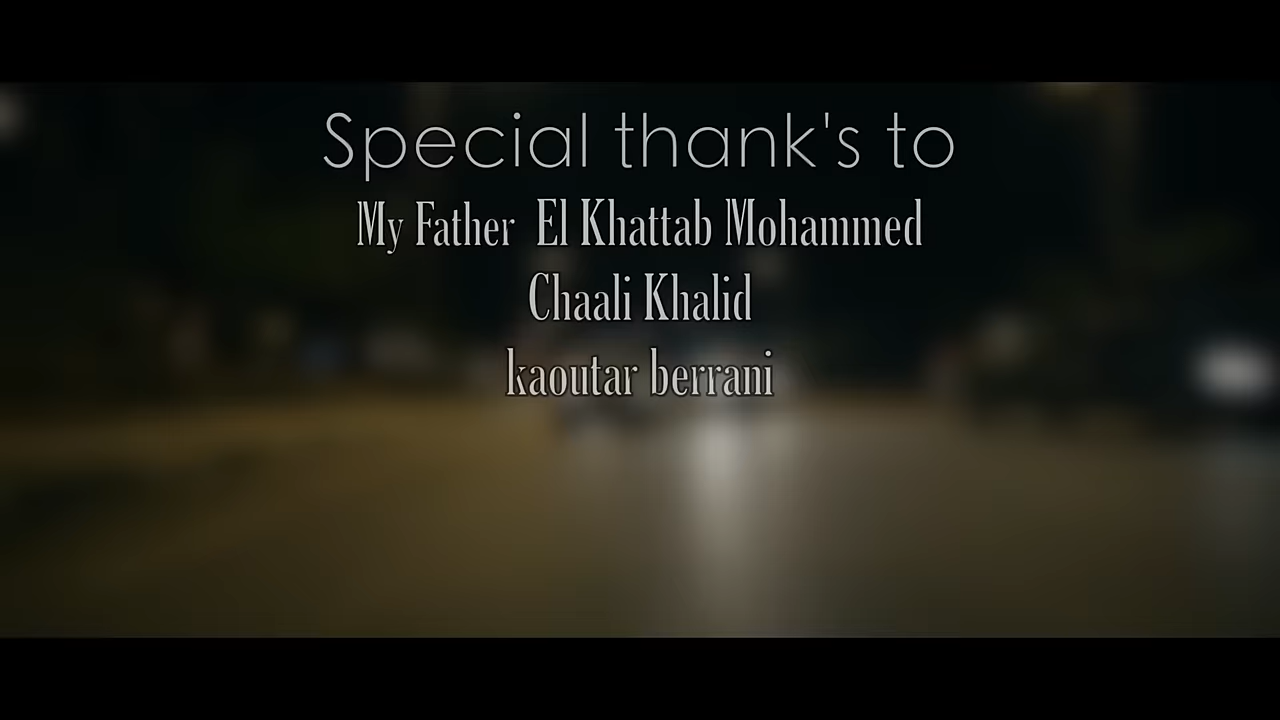 Special thank's to
My Father El Khattab Mohammed
Chaali Khalid
kaoutar berrani